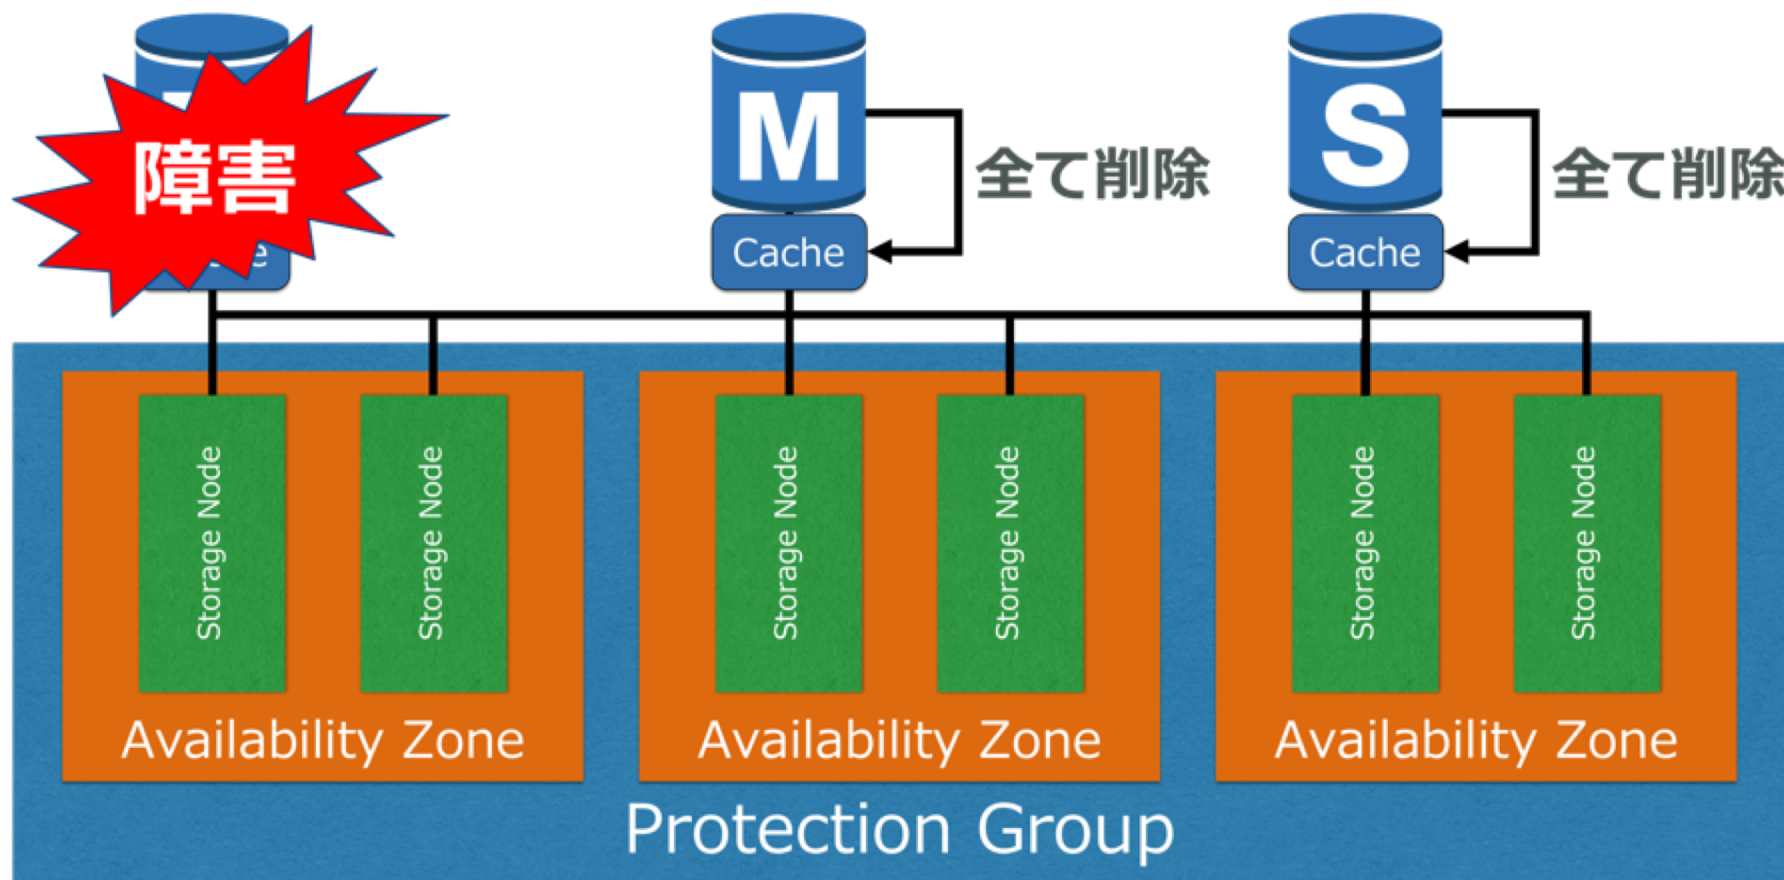 障害
M
S
全て削除
全て削除
Cache
Cache
Storage Node
Storage Node
Storage Node
Storage Node
Storage Node
Storage Node
Availability Zone
Availability Zone
Availability Zone
Protection Group